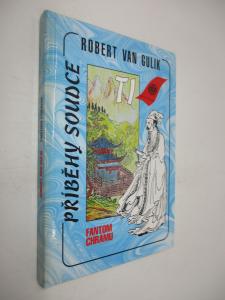 ROBERT VAN GULIK
PŘÍBĚHY SOUDCE
TI
FANTOM
CHRÁMU